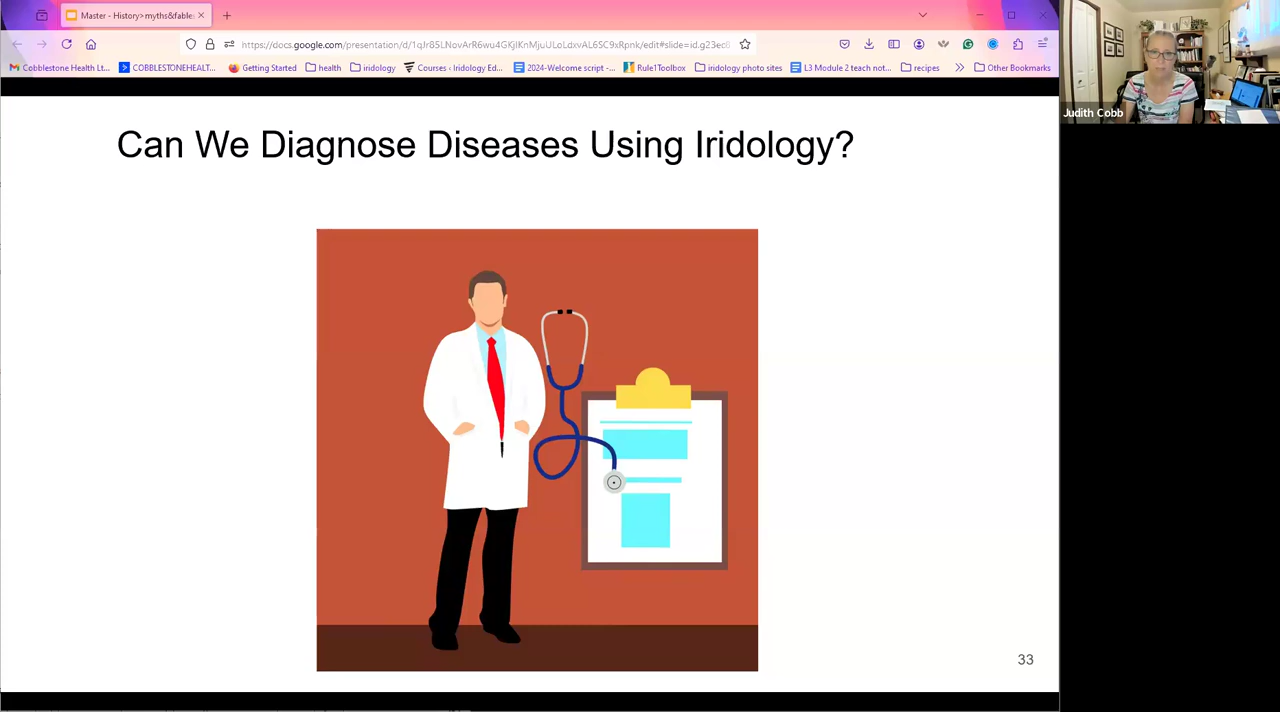 Master - History>myths&fable
https://docs.google.com/presentation/d/
Cobblestone Health Lt...
COBBLESTONEHEALT...
Getting Started
health
iridology
Courses ‹ Iridology Ed...
2024-Welcome script -...
Rule1Toolbox
iridology photo sites
L3 Module 2 teach not...
recipes
Other Bookmarks
Judith Cobb
Can We Diagnose Diseases Using Iridology?
33